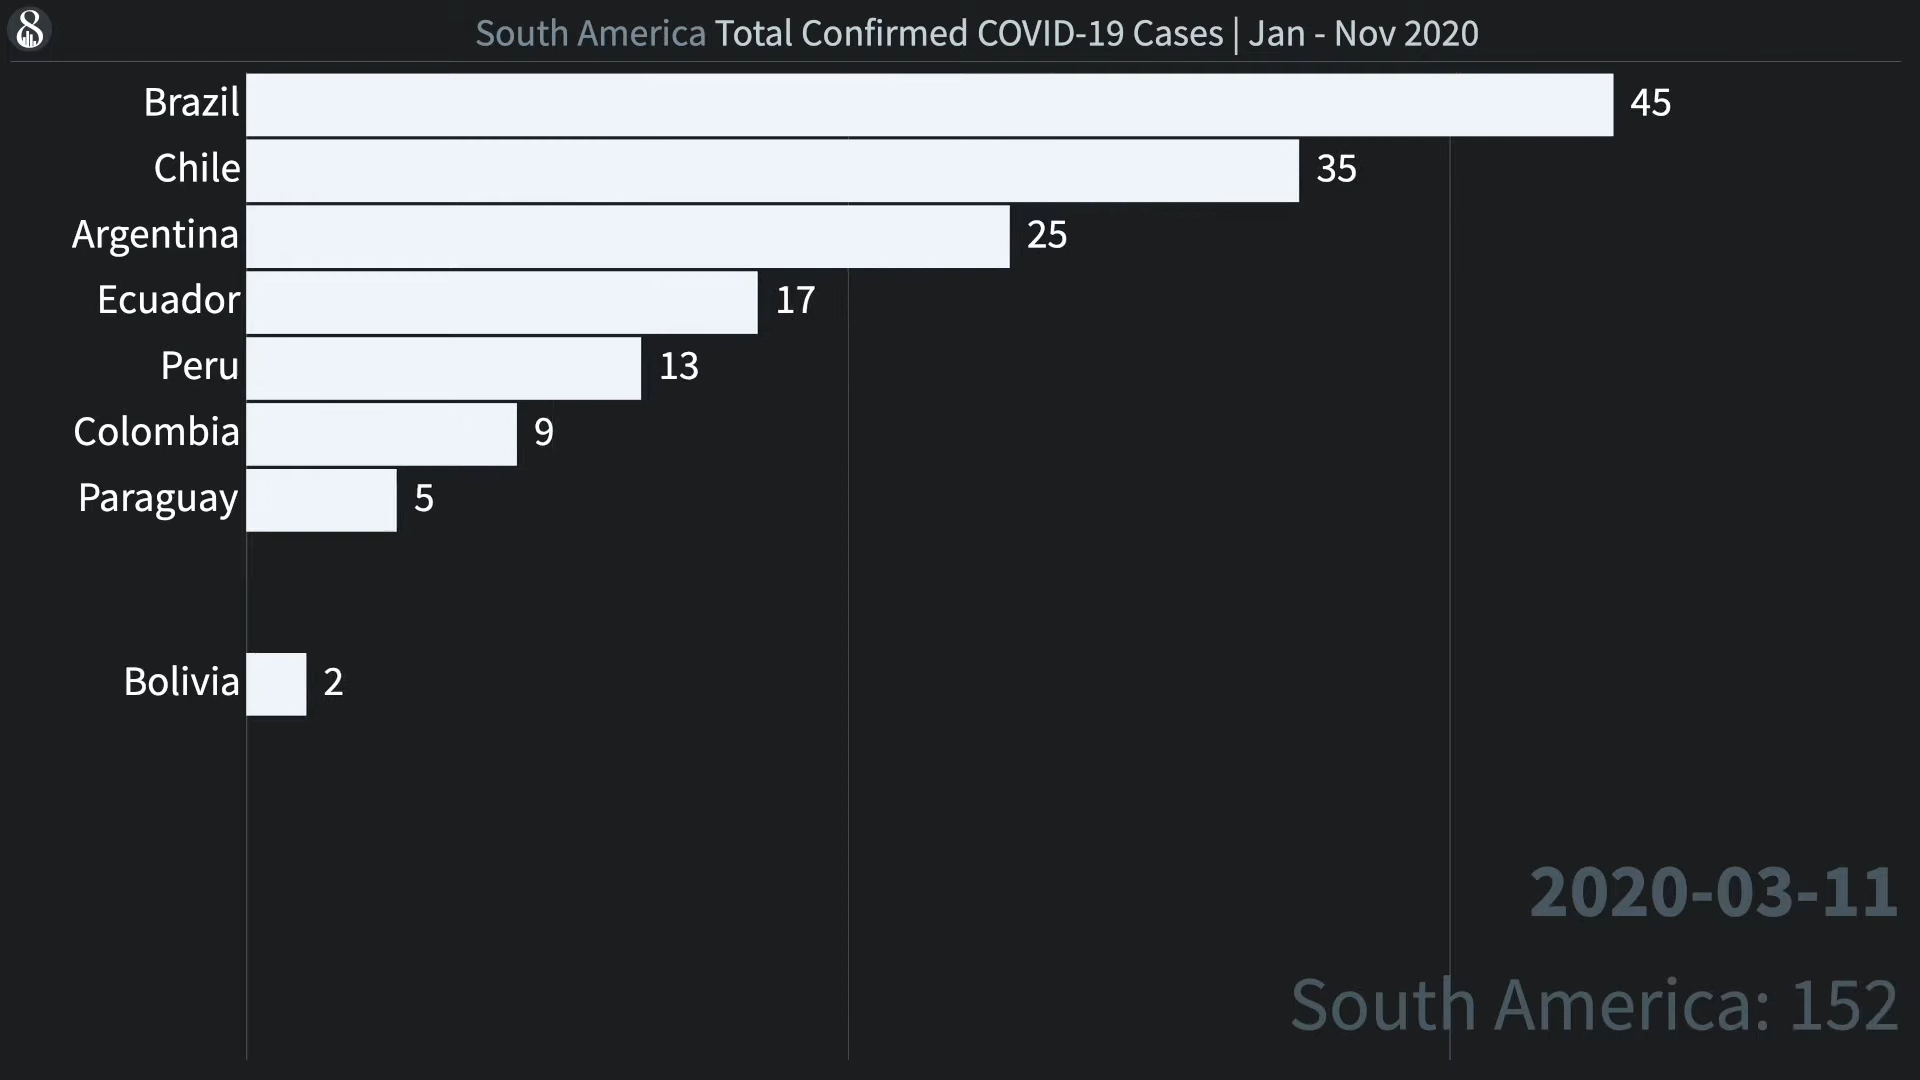 South America Total Confirmed COVID-19 Cases | Jan - Nov 2020
Brazil 45
Chile 35
Argentina 25
Ecuador 17
Peru 13
Colombia 9
Paraguay 5
Bolivia 2
2020-03-11
South America: 152